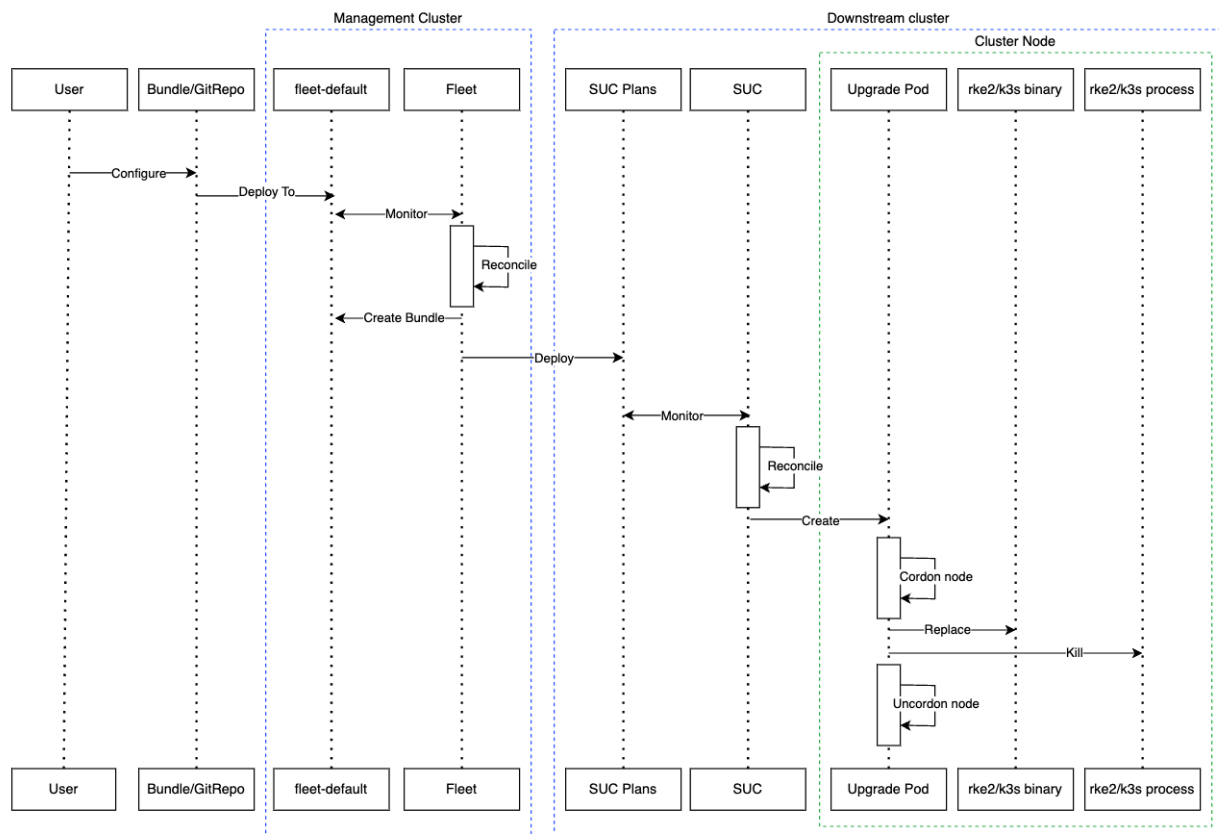 Management Cluster
Downstream cluster
Cluster Node
User
Bundle/GitRepo
fleet-default
Fleet
SUC Plans
SUC
Upgrade Pod
rke2/k3s binary
rke2/k3s process
Configure
Deploy To
Monitor
Reconcile
Create Bundle
Deploy
Monitor
Reconcile
Create
Cordon node
Replace
Kill
Uncordon node
User
Bundle/GitRepo
fleet-default
Fleet
SUC Plans
SUC
Upgrade Pod
rke2/k3s binary
rke2/k3s process